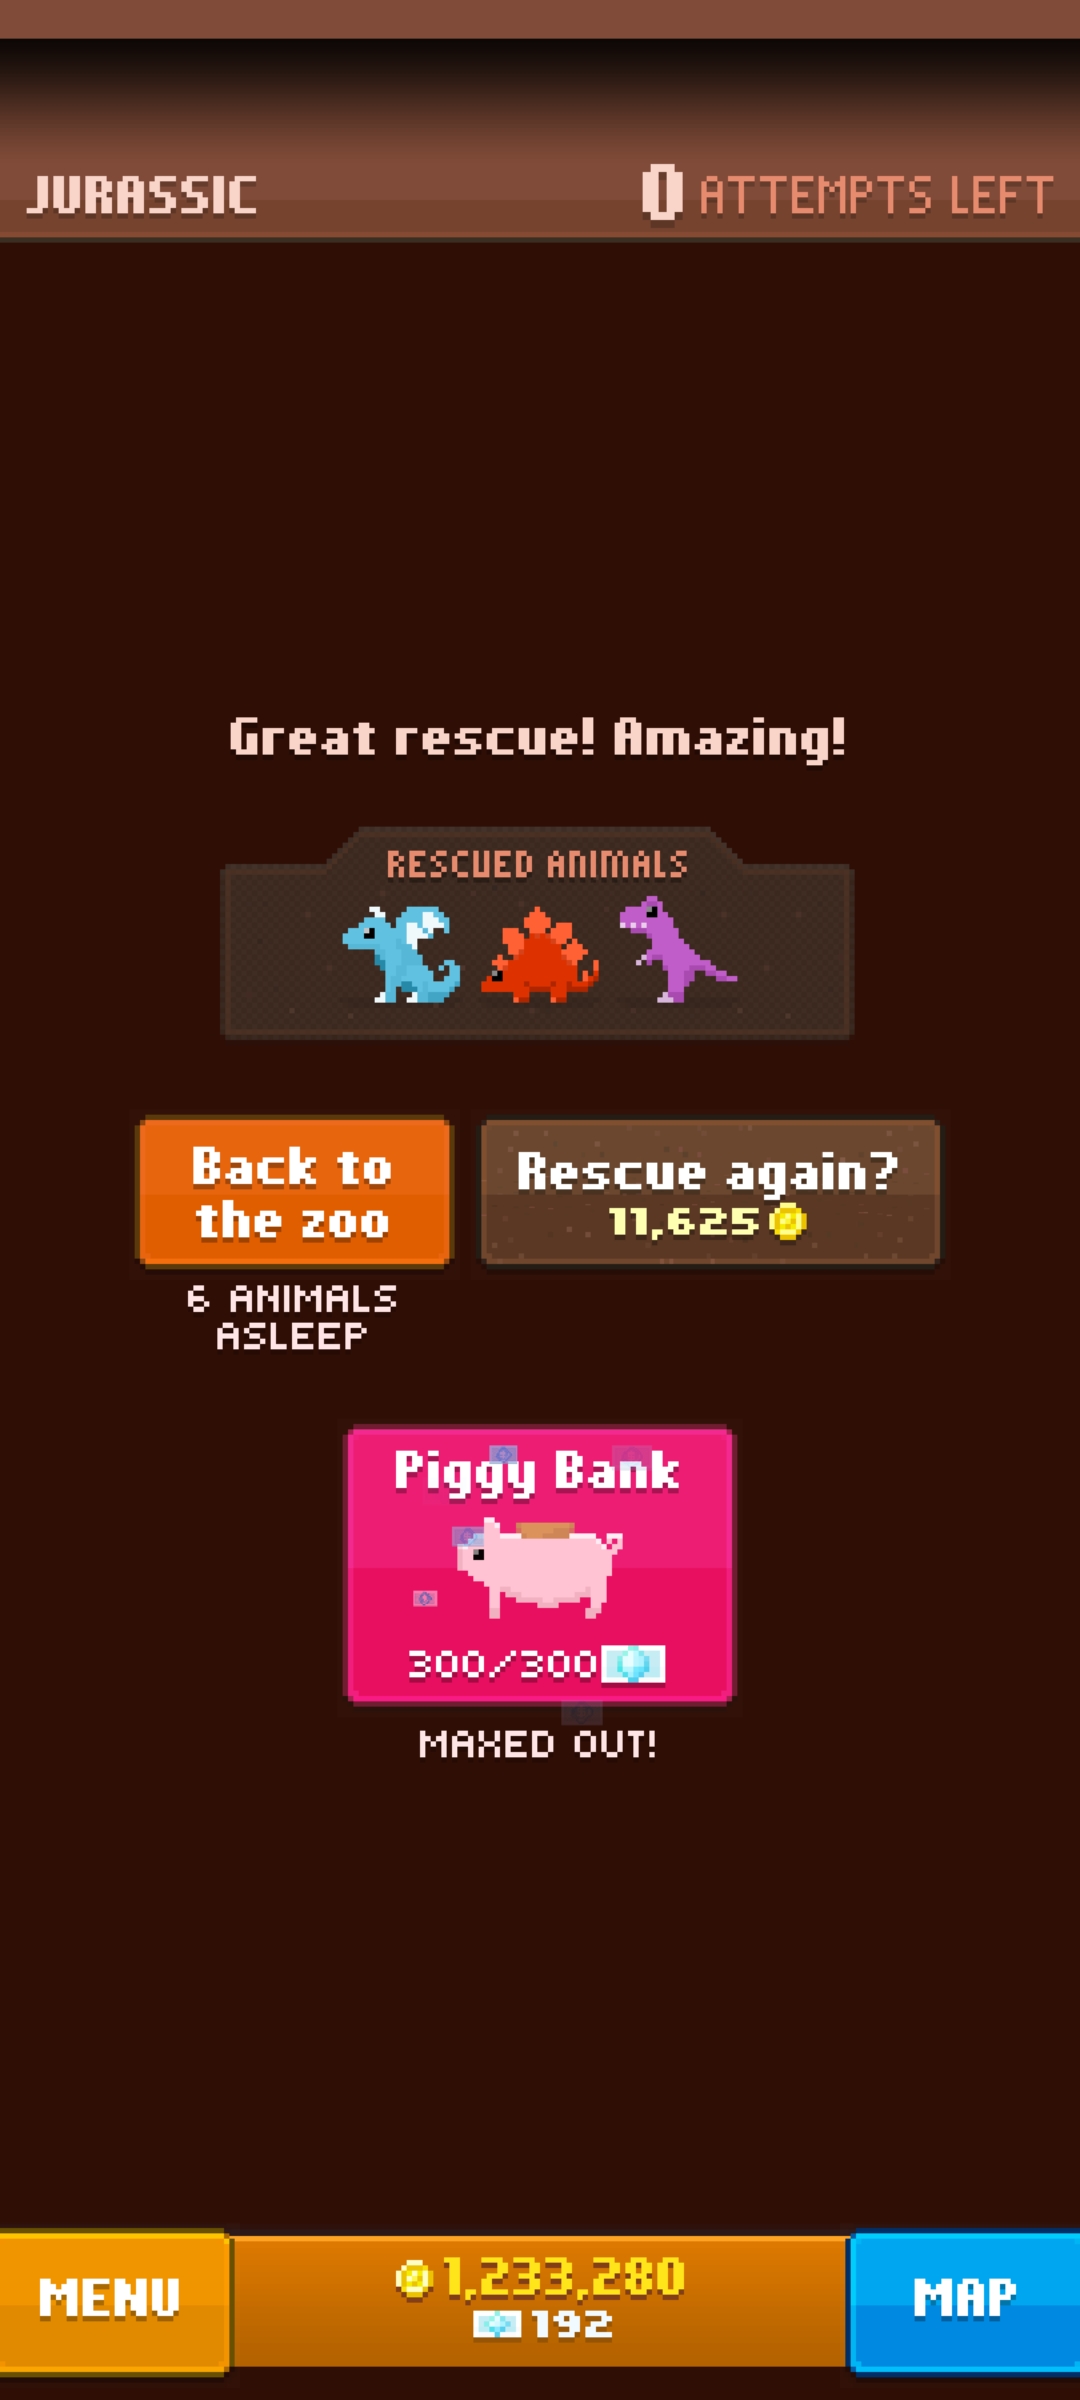 JURASSIC
0 ATTEMPTS LEFT
Great rescue! Amazing!
RESCUED ANIMALS
Back to
the zoo
Rescue again?
11,625
6 ANIMALS
ASLEEP
Piggy Bank
300/300
MAXED OUT!
MENU
1,233,280
192
MAP